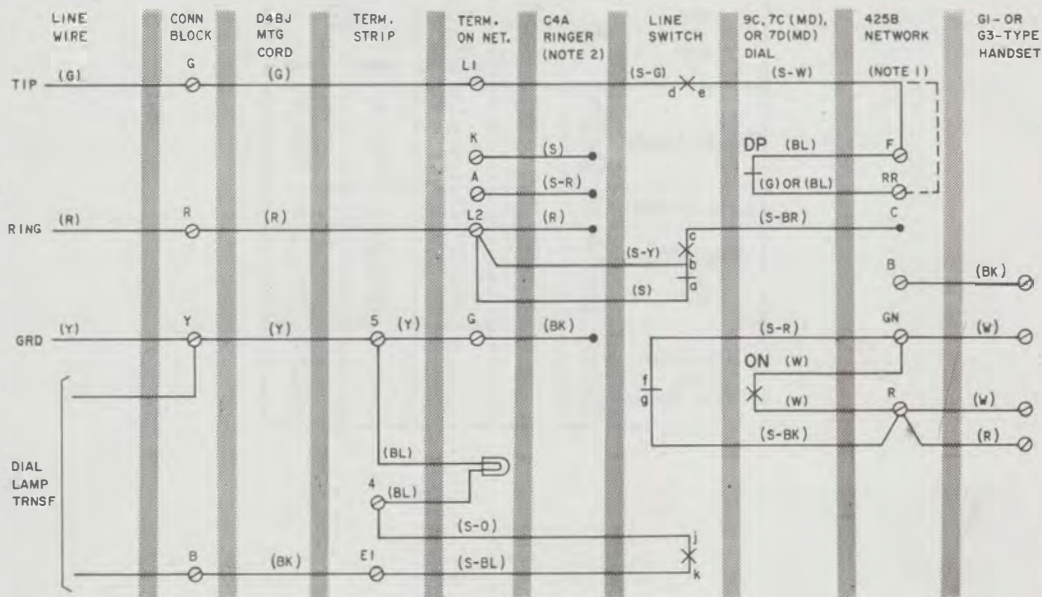 LINE WIRE
CONN BLOCK
D4BJ MTG CORD
TERM. STRIP
TERM. ON NET.
C4A RINGER (NOTE 2)
LINE SWITCH
9C, 7C (MD), OR 7D(MD) DIAL
425B NETWORK
G1- OR G3-TYPE HANDSET
TIP (G) G (G) L1 (S-G) d e (S-W) (NOTE 1)
K (S) DP (BL) F
A (S-R) (G) OR (BL) RR
RING (R) R (R) L2 (R) c (S-BR) C
(S-Y) b
(S) a
B (BK)
GRD (Y) Y (Y) 5 (Y) G (BK) (S-R) GN (W)
ON (W)
f
g
(W) R (W)
(S-BK) (R)
DIAL LAMP TRNSF
(BL)
4 (BL)
(S-O) j
B (BK) E1 (S-BL) k